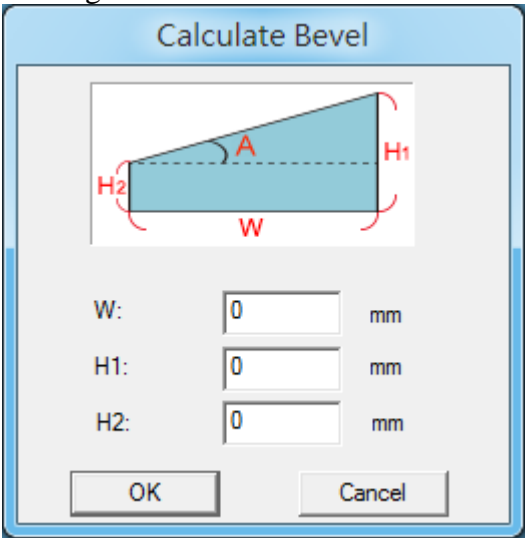 Calculate Bevel
A
H1
H2
W
W: 0 mm
H1: 0 mm
H2: 0 mm
OK Cancel